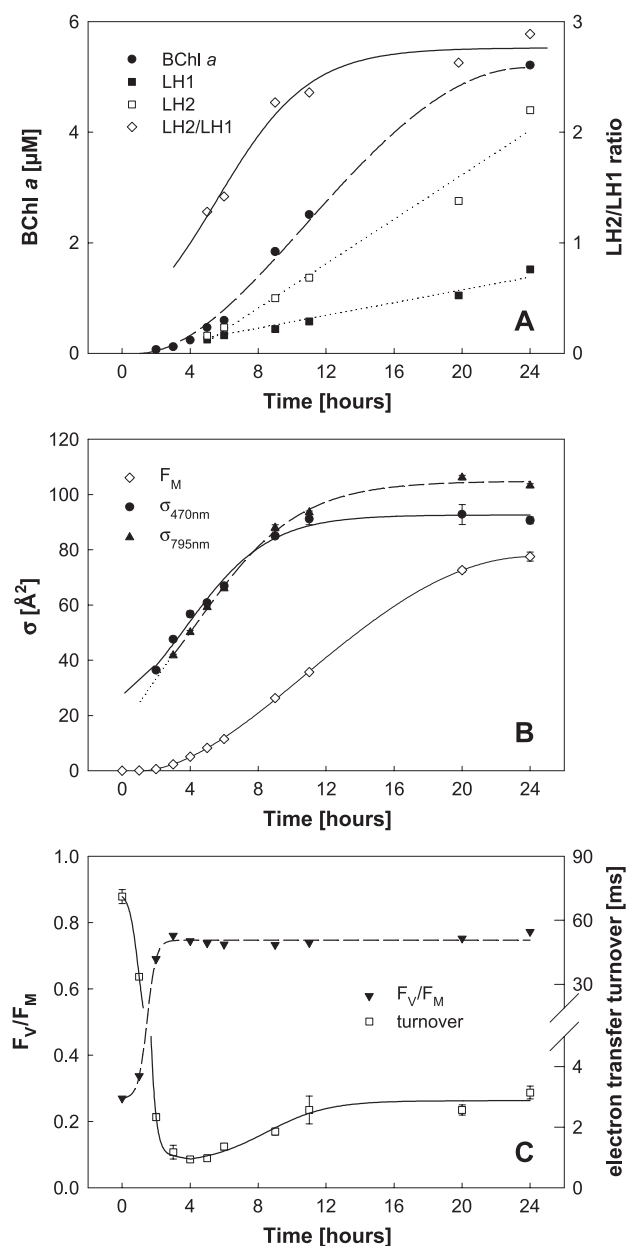 6
4
2
0
BChl a [µM]
BChl a
LH1
LH2
LH2/LH1
3
2
1
0
LH2/LH1 ratio
A
0 4 8 12 16 20 24
Time [hours]
120
100
80
60
40
20
0
σ [Å²]
F_M
σ_470nm
σ_795nm
B
0 4 8 12 16 20 24
Time [hours]
1.0
0.8
0.6
0.4
0.2
0.0
F_V/F_M
F_V/F_M
turnover
90
70
50
30
4
2
0
electron transfer turnover [ms]
C
0 4 8 12 16 20 24
Time [hours]